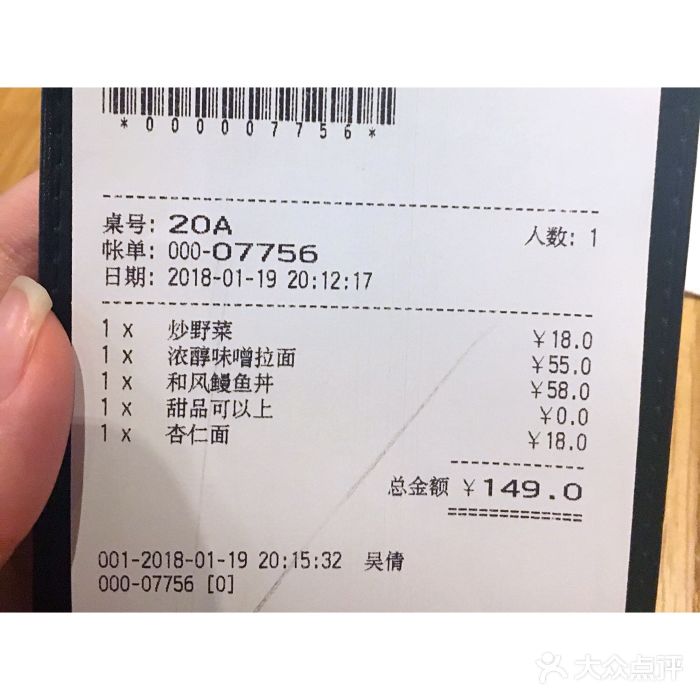 *000007756*
桌号: 20A 人数: 1
帐单: 000-07756
日期: 2018-01-19 20:12:17
1 x 炒野菜 ¥18.0
1 x 浓醇味噌拉面 ¥55.0
1 x 和风鳗鱼丼 ¥58.0
1 x 甜品可以上 ¥0.0
1 x 杏仁面 ¥18.0
总金额 ¥149.0
001-2018-01-19 20:15:32 吴倩
000-07756 [0]
大众点评